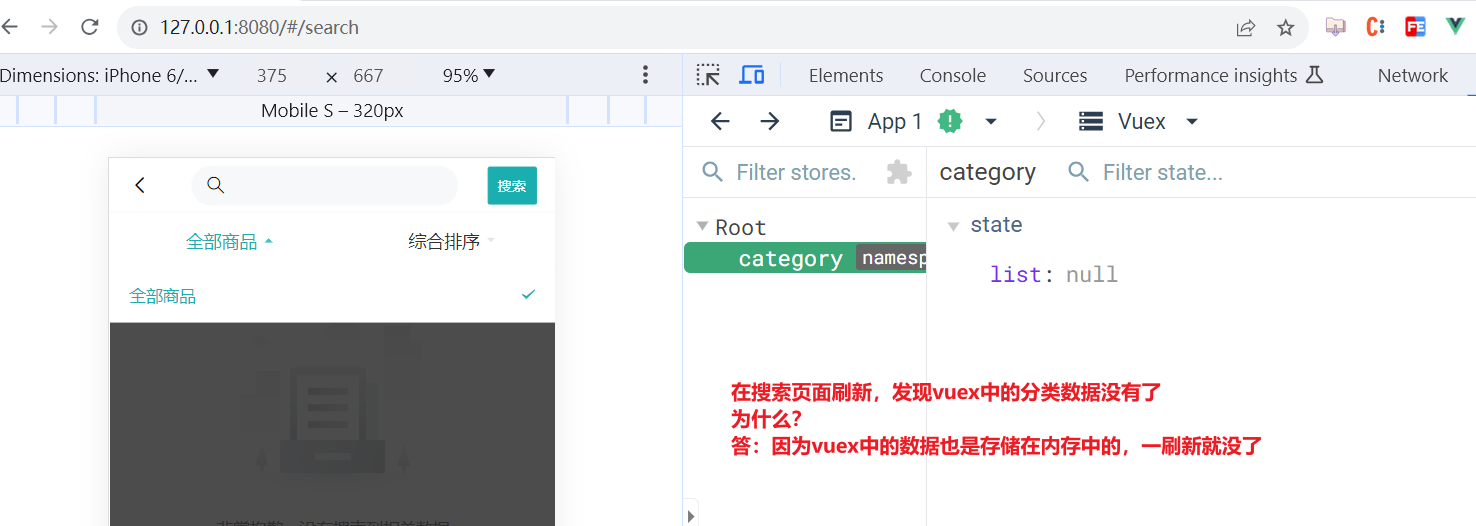 127.0.0.1:8080/#/search
Dimensions: iPhone 6/... ▼ 375 × 667 95% ▼
Elements Console Sources Performance insights Network
Mobile S – 320px
App 1 Vuex
搜索
Filter stores. category Filter state...
全部商品 综合排序
Root state
category namesp
list: null
全部商品
在搜索页面刷新，发现vuex中的分类数据没有了
为什么？
答：因为vuex中的数据也是存储在内存中的，一刷新就没了